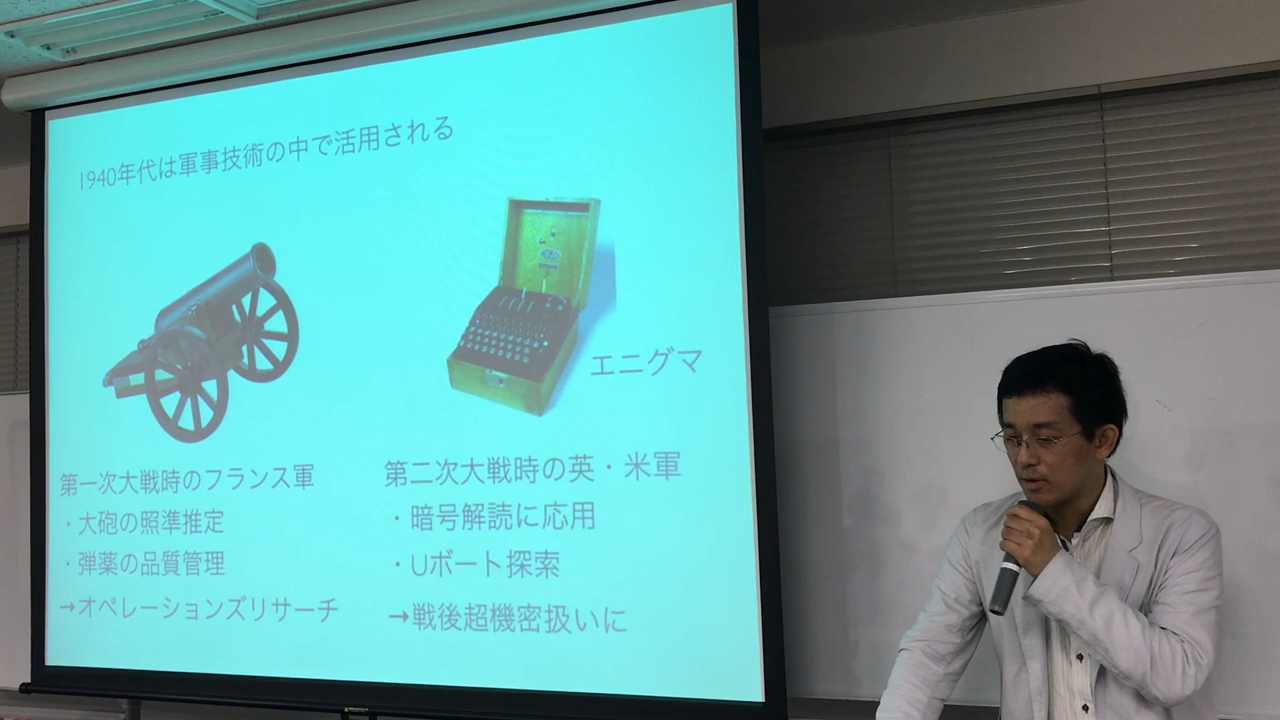 1940年代は軍事技術の中で活用される
エニグマ
第一次大戦時のフランス軍
・大砲の照準推定
・弾薬の品質管理
→オペレーションズリサーチ
第二次大戦時の英・米軍
・暗号解読に応用
・Uボート探索
→戦後超機密扱いに